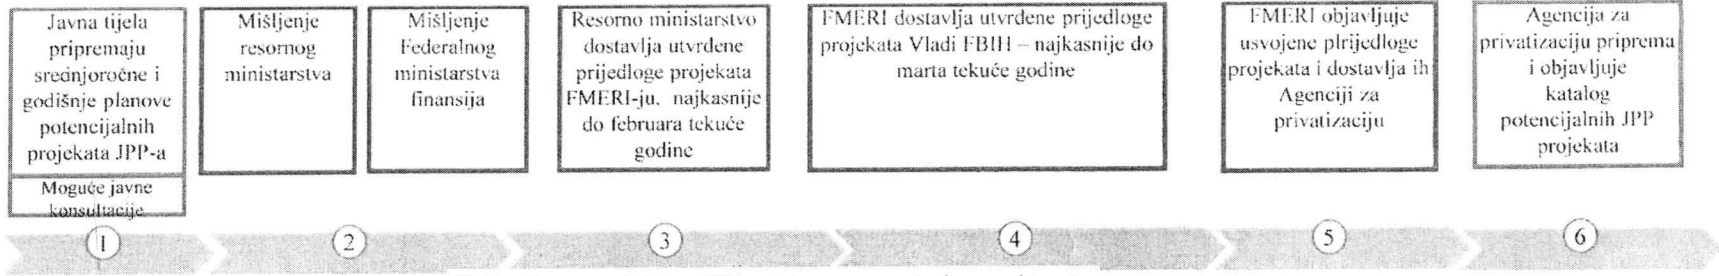 Javna tijela
pripremaju
srednjoročne i
godišnje planove
potencijalnih
projekata JPP-a
Moguće javne
konsultacije
Mišljenje
resornog
ministarstva
Mišljenje
Federalnog
ministarstva
finansija
Resorno ministarstvo
dostavlja utvrđene
prijedloge projekata
FMERI-ju, najkasnije
do februara tekuće
godine
FMERI dostavlja utvrđene prijedloge
projekata Vladi FBIH – najkasnije do
marta tekuće godine
FMERI objavljuje
usvojene plrijedloge
projekata i dostavlja ih
Agenciji za
privatizaciju
Agencija za
privatizaciju priprema
i objavljuje
katalog
potencijalnih JPP
projekata
1
2
3
4
5
6